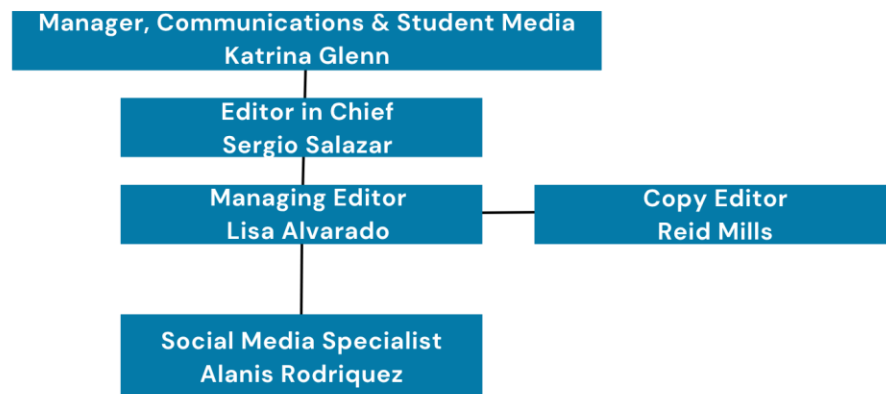 Manager, Communications & Student Media
Katrina Glenn
Editor in Chief
Sergio Salazar
Managing Editor
Lisa Alvarado
Copy Editor
Reid Mills
Social Media Specialist
Alanis Rodriquez